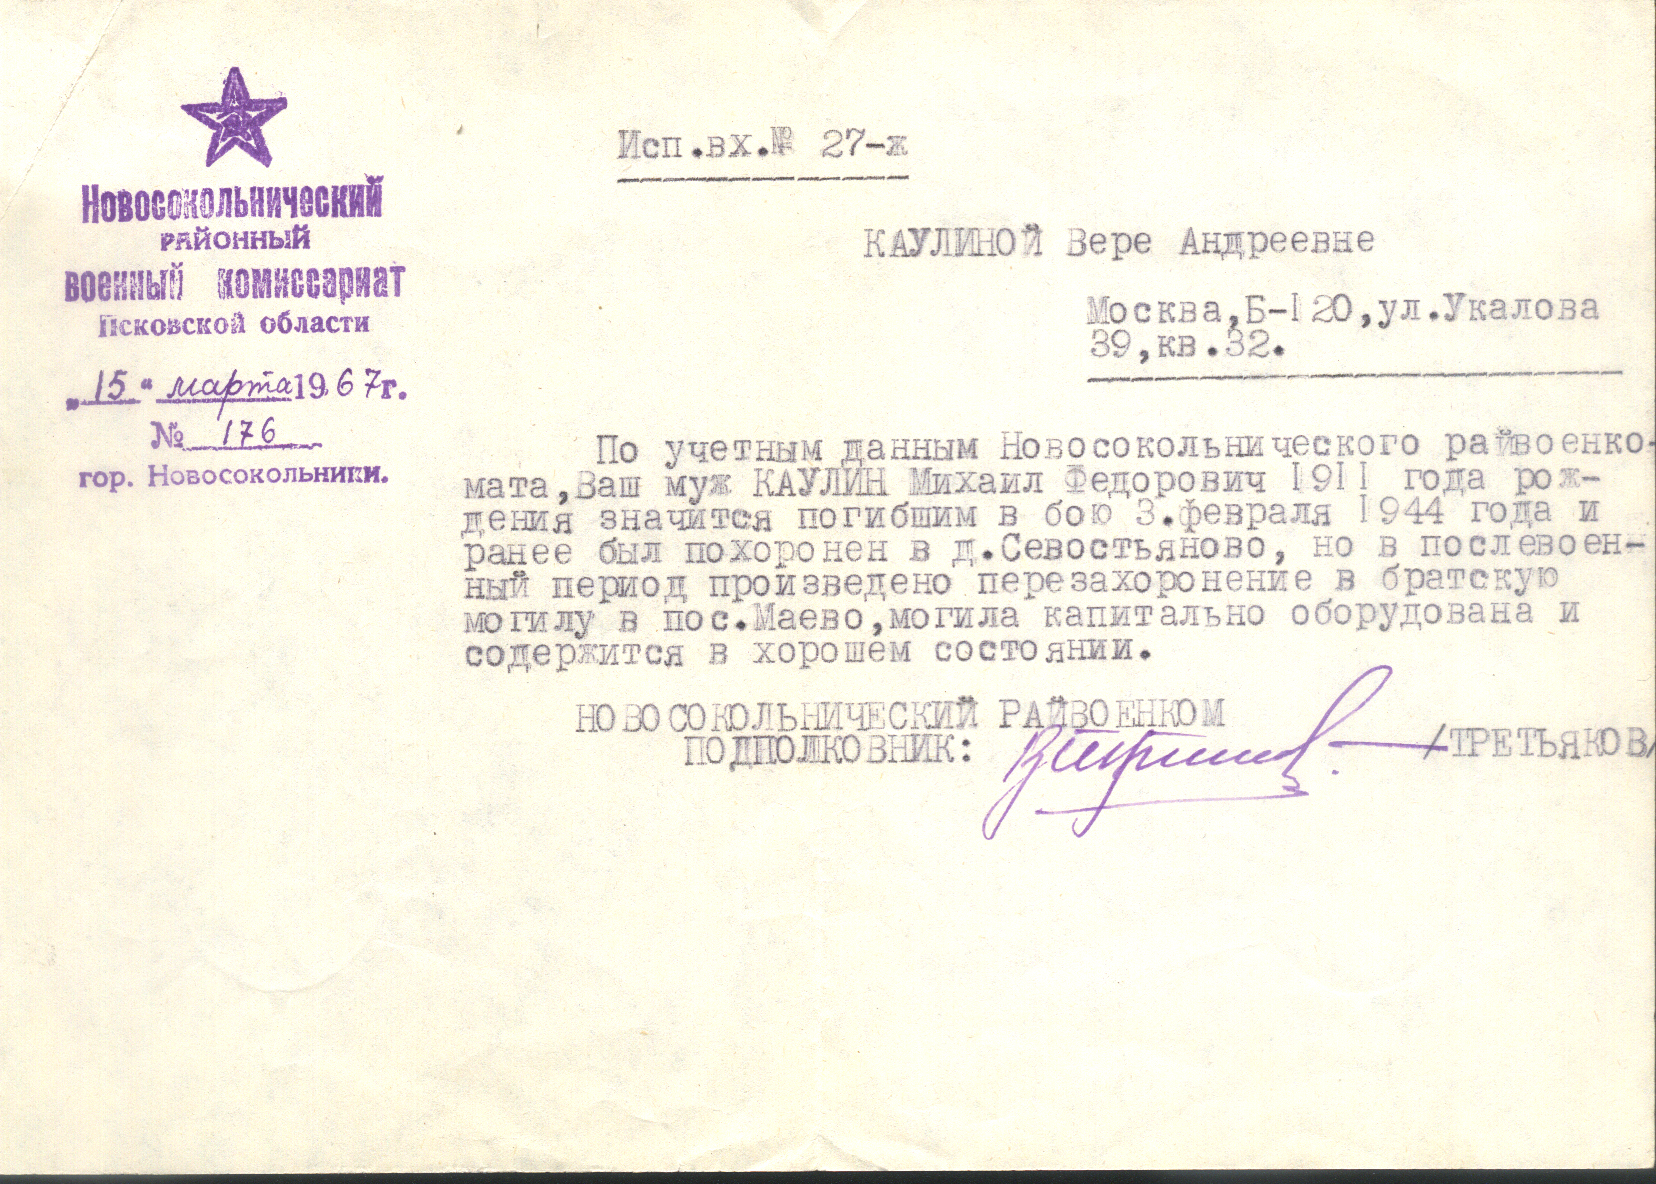 Новосокольнический
районный
военный комиссариат
Псковской области
„15“ марта 1967г.
№ 176
гор. Новосокольники.
Исп.вх.№ 27-ж
КАУЛИНОЙ Вере Андреевне
Москва,Б-120,ул.Укалова
39,кв.32.
По учетным данным Новосокольнического райвоенко-
мата,Ваш муж КАУЛИН Михаил Федорович 1911 года рож-
дения значится погибшим в бою 3.февраля 1944 года и
ранее был похоронен в д.Севостьяново, но в послевоен-
ный период произведено перезахоронение в братскую
могилу в пос.Маево,могила капитально оборудована и
содержится в хорошем состоянии.
НОВОСОКОЛЬНИЧЕСКИЙ РАЙВОЕНКОМ
ПОДПОЛКОВНИК:
/ТРЕТЬЯКОВ/